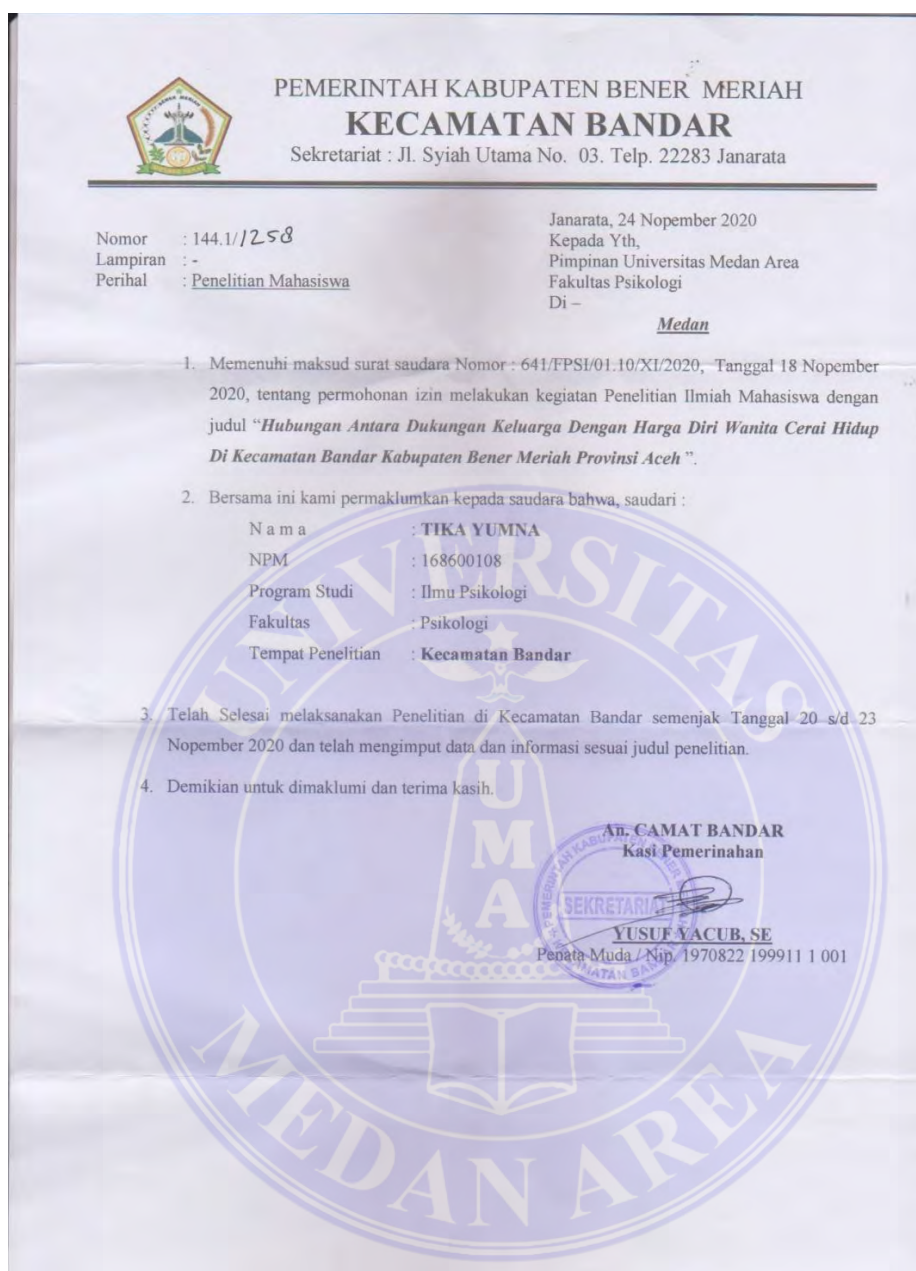 PEMERINTAH KABUPATEN BENER MERIAH
KECAMATAN BANDAR
Sekretariat : Jl. Syiah Utama No. 03. Telp. 22283 Janarata
Nomor : 144.1/1258
Lampiran : -
Perihal : Penelitian Mahasiswa
Janarata, 24 Nopember 2020
Kepada Yth,
Pimpinan Universitas Medan Area
Fakultas Psikologi
Di –
Medan
1. Memenuhi maksud surat saudara Nomor : 641/FPSI/01.10/XI/2020, Tanggal 18 Nopember
2020, tentang permohonan izin melakukan kegiatan Penelitian Ilmiah Mahasiswa dengan
judul “Hubungan Antara Dukungan Keluarga Dengan Harga Diri Wanita Cerai Hidup
Di Kecamatan Bandar Kabupaten Bener Meriah Provinsi Aceh ”.
2. Bersama ini kami permaklumkan kepada saudara bahwa, saudari :
N a m a : TIKA YUMNA
NPM : 168600108
Program Studi : Ilmu Psikologi
Fakultas : Psikologi
Tempat Penelitian : Kecamatan Bandar
3. Telah Selesai melaksanakan Penelitian di Kecamatan Bandar semenjak Tanggal 20 s/d 23
Nopember 2020 dan telah mengimput data dan informasi sesuai judul penelitian.
4. Demikian untuk dimaklumi dan terima kasih.
An. CAMAT BANDAR
Kasi Pemerinahan
SEKRETARIAT
YUSUF YACUB, SE
Penata Muda / Nip. 1970822 199911 1 001
UNIVERSITAS
UMA
MEDAN AREA